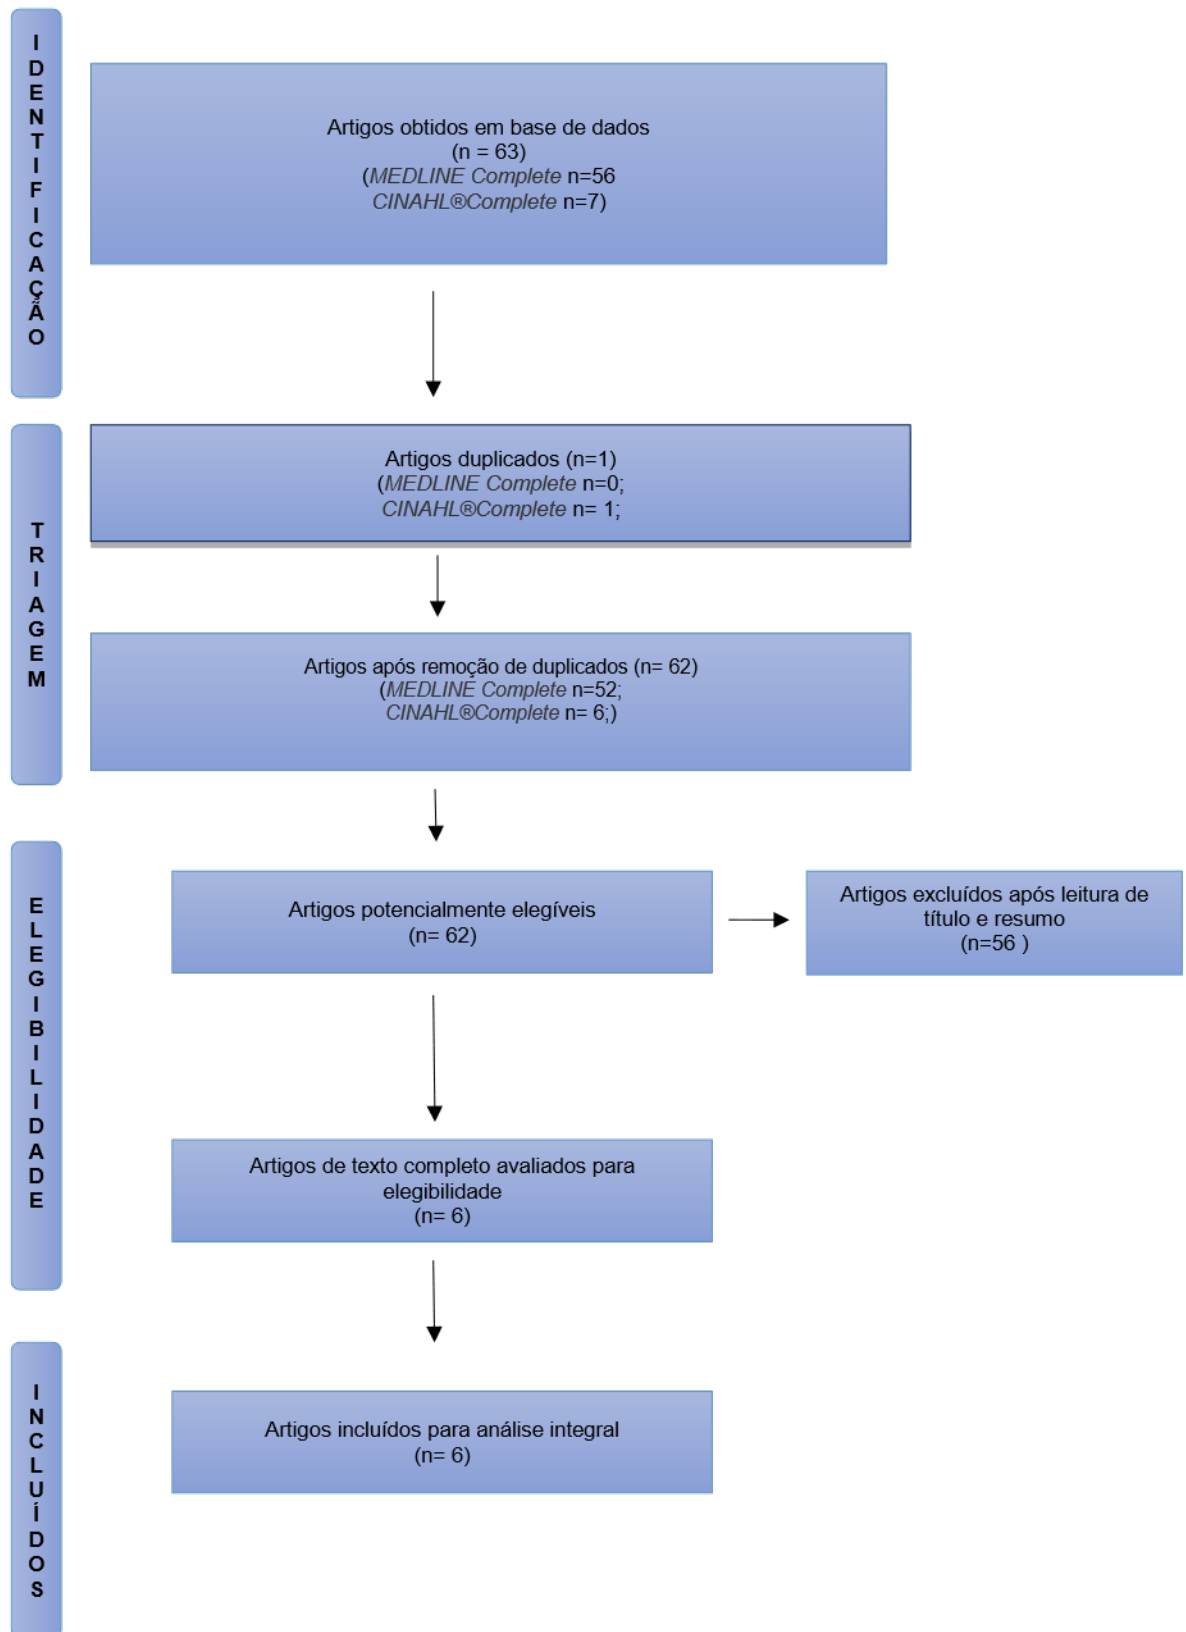 IDENTIFICAÇÃO
Artigos obtidos em base de dados
(n = 63)
(MEDLINE Complete n=56
CINAHL®Complete n=7)
TRIAGEM
Artigos duplicados (n=1)
(MEDLINE Complete n=0;
CINAHL®Complete n= 1;
Artigos após remoção de duplicados (n= 62)
(MEDLINE Complete n=52;
CINAHL®Complete n= 6;)
ELEGIBILIDADE
Artigos potencialmente elegíveis
(n= 62)
Artigos excluídos após leitura de
título e resumo
(n=56 )
Artigos de texto completo avaliados para
elegibilidade
(n= 6)
INCLUÍDOS
Artigos incluídos para análise integral
(n= 6)